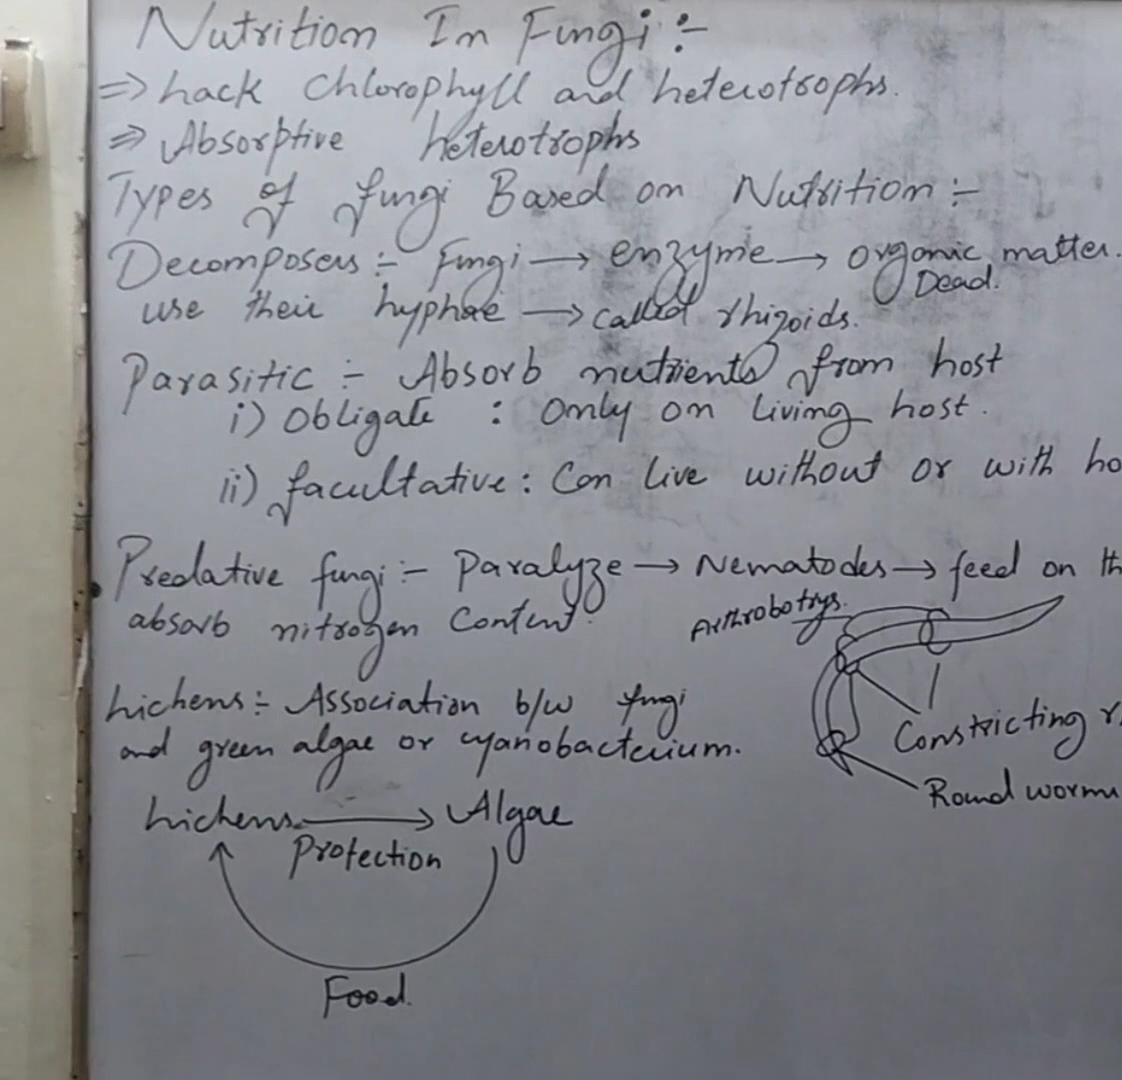 Nutrition In Fungi :-
⇒ Lack Chlorophyll and heterotrophs.
⇒ Absorptive heterotrophs
Types of fungi Based on Nutrition :-
Decomposers :- Fungi → enzyme → organic matter.
Dead.
use their hyphae → called rhizoids.
Parasitic :- Absorb nutrients from host
i) Obligate : Only on living host.
ii) facultative : Can live without or with ho
Predative fungi :- Paralyze → Nematodes → feed on th
absorb nitrogen Content.
Arthrobotrys.
Lichens :- Association b/w fungi
and green algae or cyanobacterium.
Constricting r
Round worm
Lichens → Algae
Protection
Food.